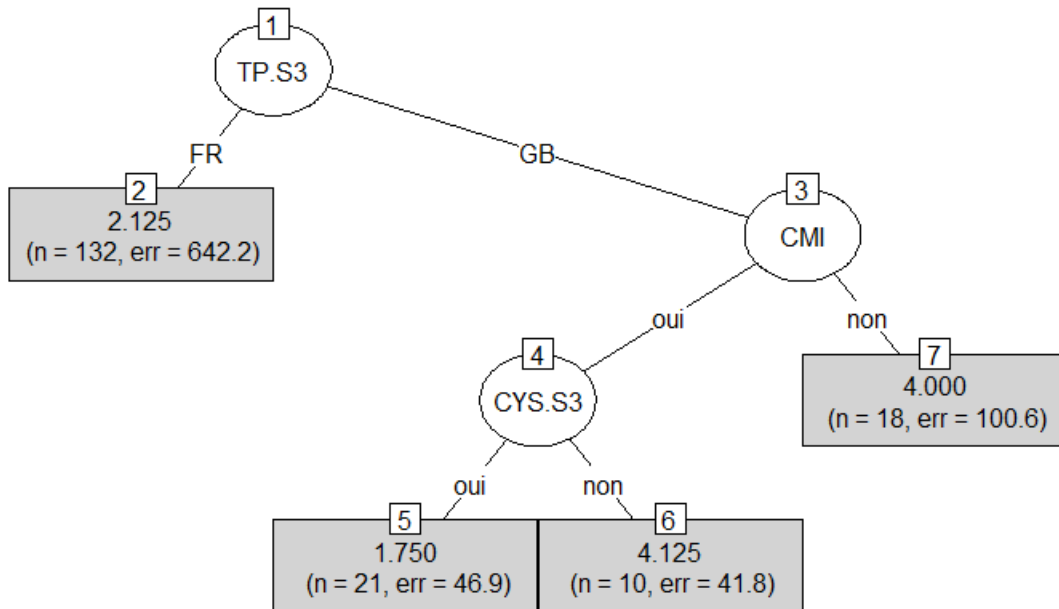 1
TP.S3
FR
GB
2
2.125
(n = 132, err = 642.2)
3
CMI
oui
non
4
CYS.S3
7
4.000
(n = 18, err = 100.6)
oui
non
5
1.750
(n = 21, err = 46.9)
6
4.125
(n = 10, err = 41.8)